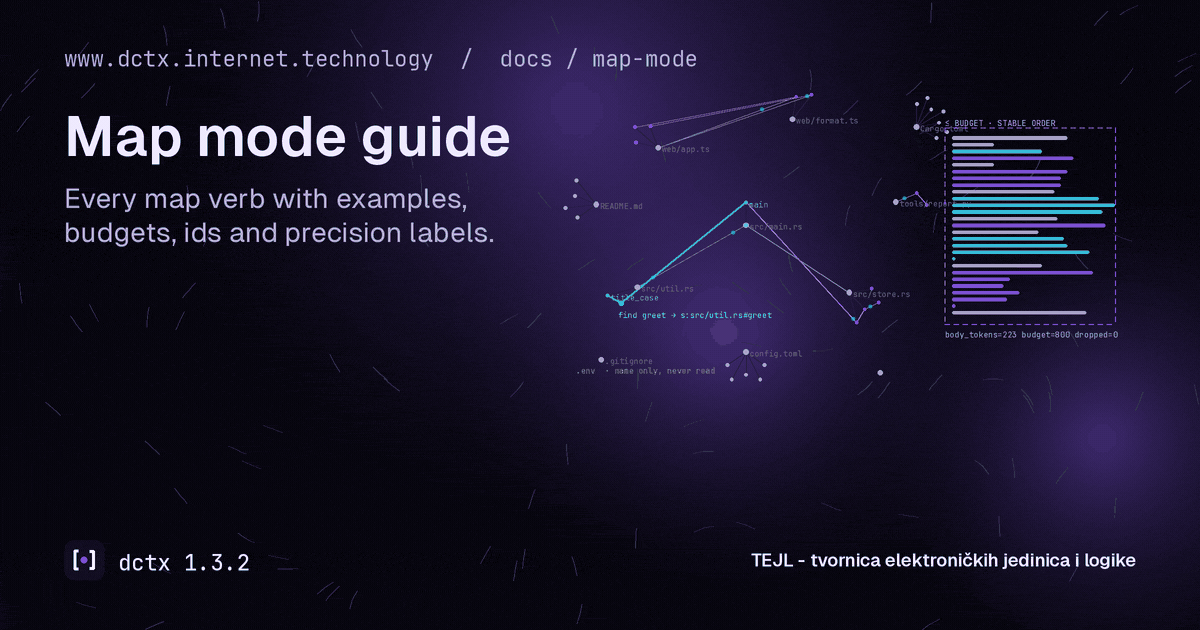 www.dctx.internet.technology / docs / map-mode
Map mode guide
Every map verb with examples,
budgets, ids and precision labels.
web/format.ts
web/app.ts
README.md
main
src/main.rs
src/util.rs
title_case
find greet → s:src/util.rs#greet
src/store.rs
.gitignore
.env · name only, never read
config.toml
≤ BUDGET · STABLE ORDER
body_tokens=223 budget=800 dropped=0
[•] dctx 1.3.2
TEJL - tvornica elektroničkih jedinica i logike